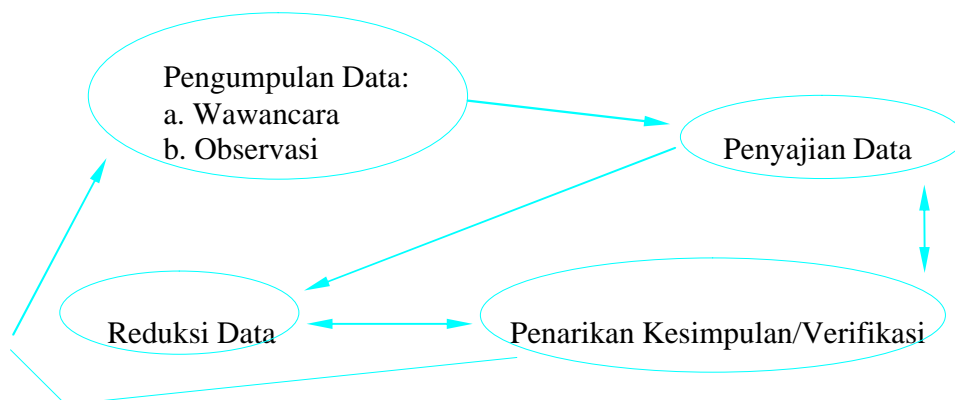 Pengumpulan Data:
a. Wawancara
b. Observasi
Penyajian Data
Reduksi Data
Penarikan Kesimpulan/Verifikasi